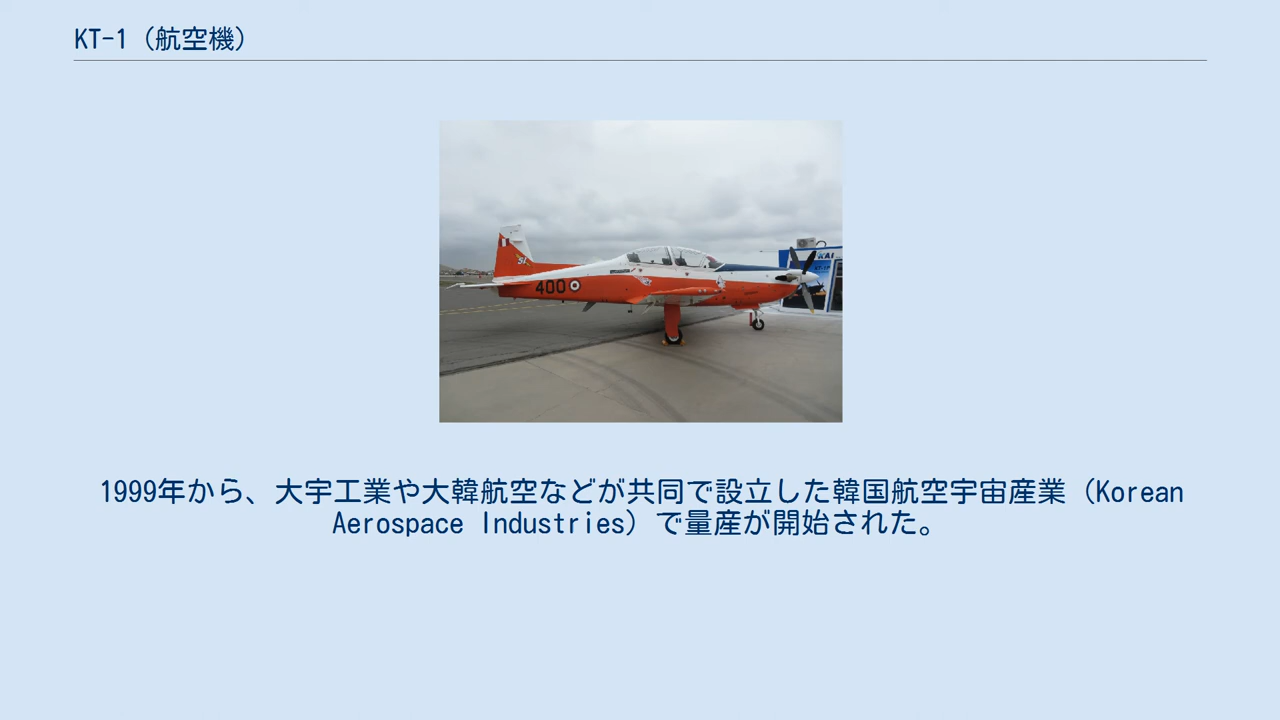 KT-1（航空機）
51
400
KAI
1999年から、大宇工業や大韓航空などが共同で設立した韓国航空宇宙産業（Korean
Aerospace Industries）で量産が開始された。